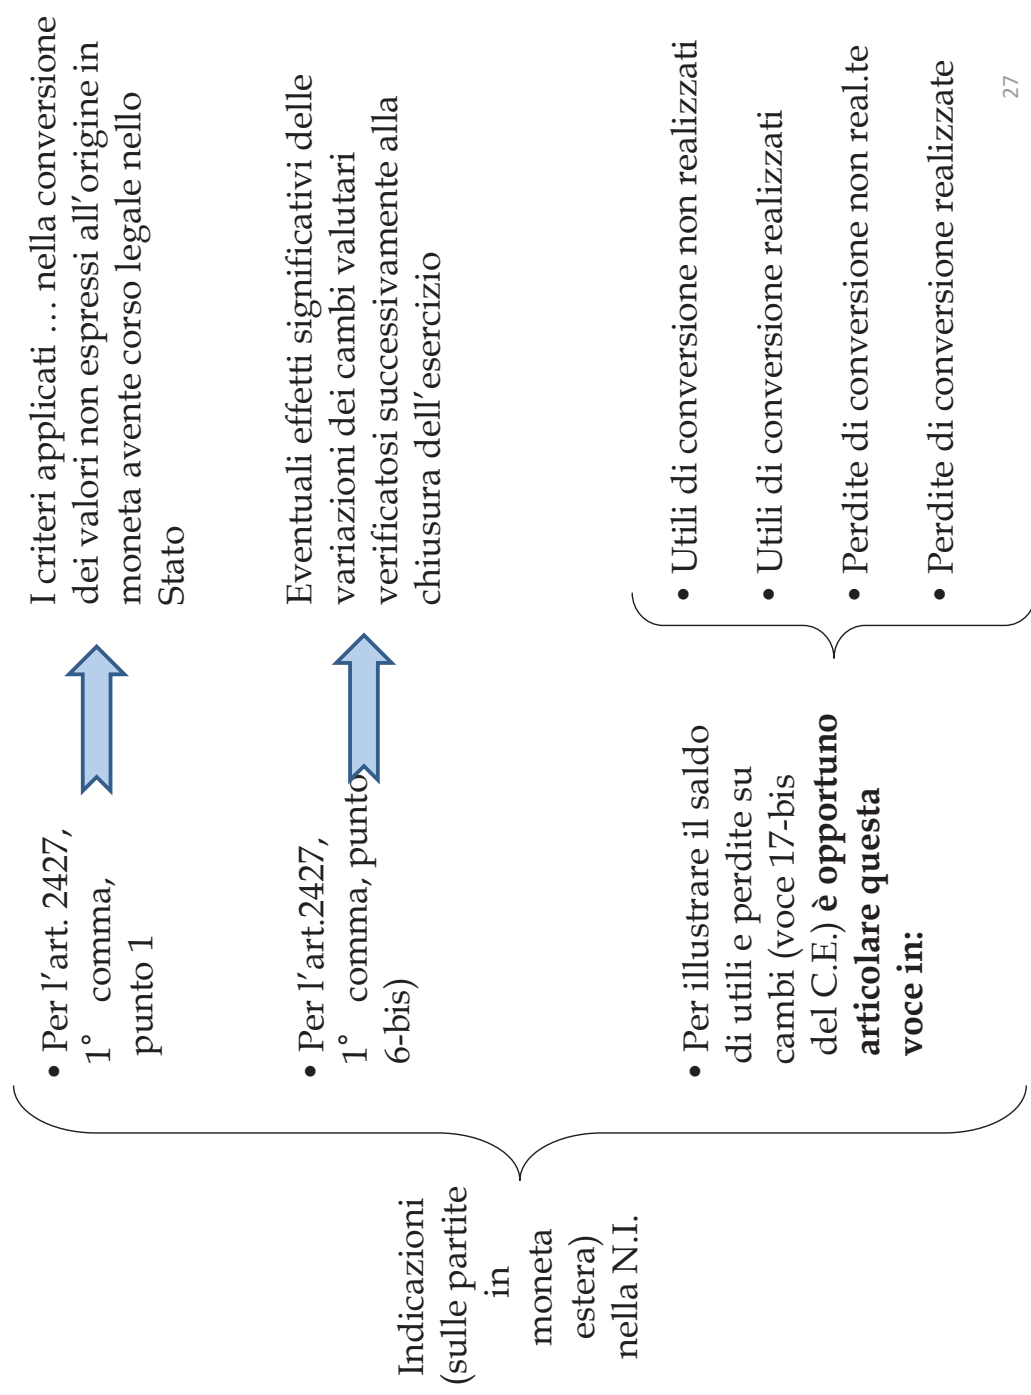 Indicazioni
(sulle partite
in
moneta
estera)
nella N.I.
• Per l’art. 2427,
1° comma,
punto 1
I criteri applicati … nella conversione
dei valori non espressi all’origine in
moneta avente corso legale nello
Stato
• Per l’art.2427,
1° comma, punto
6-bis)
Eventuali effetti significativi delle
variazioni dei cambi valutari
verificatosi successivamente alla
chiusura dell’esercizio
• Per illustrare il saldo
di utili e perdite su
cambi (voce 17-bis
del C.E.) è opportuno
articolare questa
voce in:
• Utili di conversione non realizzati
• Utili di conversione realizzati
• Perdite di conversione non real.te
• Perdite di conversione realizzate
27